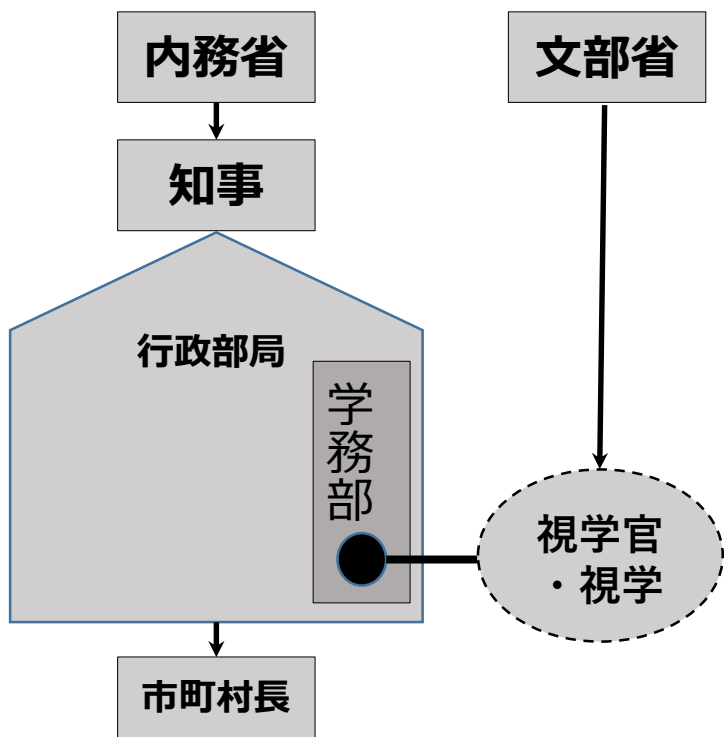 内務省
文部省
知事
行政部局
学務部
視学官
・視学
市町村長